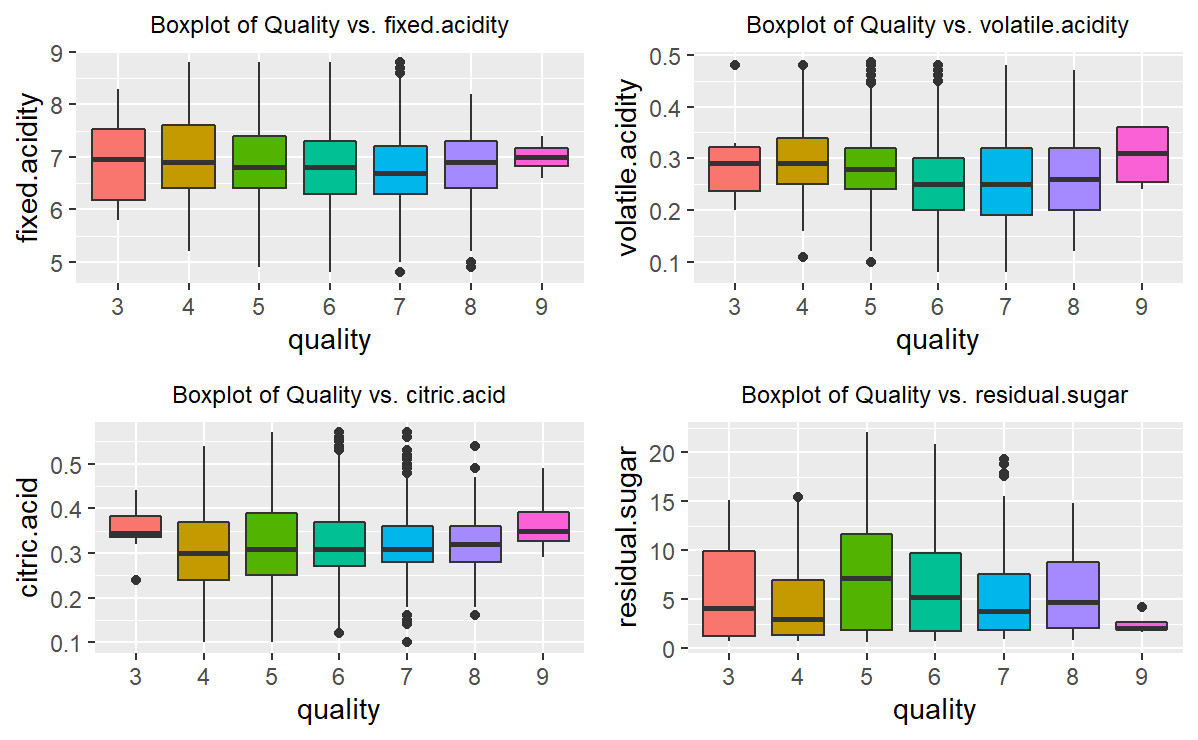 Boxplot of Quality vs. fixed.acidity
fixed.acidity
9
8
7
6
5
3 4 5 6 7 8 9
quality
Boxplot of Quality vs. volatile.acidity
volatile.acidity
0.5
0.4
0.3
0.2
0.1
3 4 5 6 7 8 9
quality
Boxplot of Quality vs. citric.acid
citric.acid
0.5
0.4
0.3
0.2
0.1
3 4 5 6 7 8 9
quality
Boxplot of Quality vs. residual.sugar
residual.sugar
20
15
10
5
0
3 4 5 6 7 8 9
quality